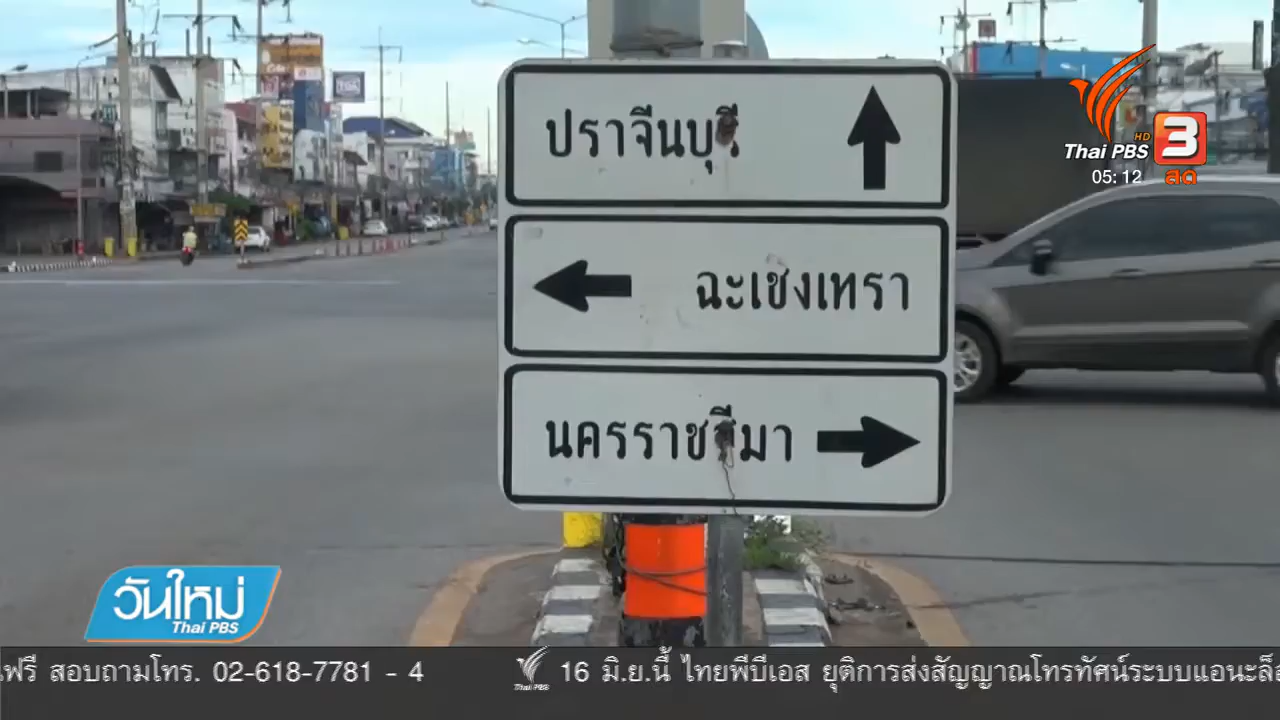 ปราจีนบุรี
ฉะเชงเทรา
นครราชสีมา
HD
Thai PBS 3
05:12 สด
วันใหม่
Thai PBS
ฟรี สอบถามโทร. 02-618-7781 - 4 Thai PBS 16 มิ.ย.นี้ ไทยพีบีเอส ยุติการส่งสัญญาณโทรทัศน์ระบบแอนะล็อ